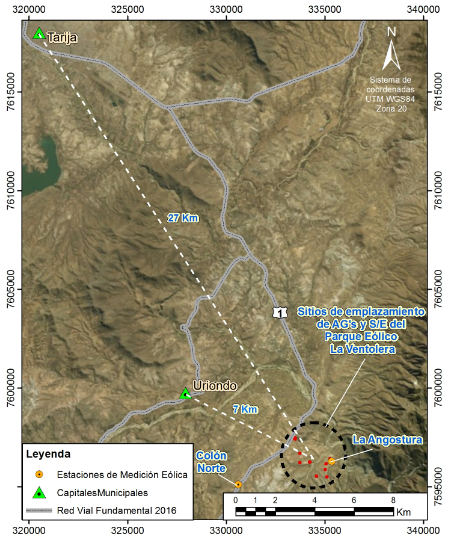 320000 325000 330000 335000 340000
Tarija
N
Sistema de
coordenadas
UTM WGS84
Zona 20
7615000
7615000
7610000
7610000
27 Km
7605000
7605000
1
Sitios de emplazamiento
de AG's y S/E del
Parque Eólico
La Ventolera
Uriondo
7600000
7600000
7 Km
La Angostura
Colón
Norte
Leyenda
Estaciones de Medición Eólica
CapitalesMunicipales
Red Vial Fundamental 2016
7595000
7595000
0 1 2 4 6 8
Km
320000 325000 330000 335000 340000